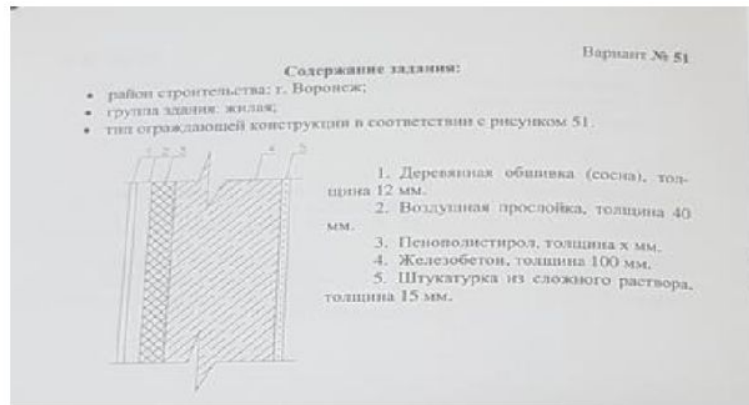 Вариант № 51
Содержание задания:
• район строительства: г. Воронеж;
• группа здания: жилая;
• тип ограждающей конструкции в соответствии с рисунком 51.
1 2 3 4 5
1. Деревянная обшивка (сосна), тол-
щина 12 мм.
2. Воздушная прослойка, толщина 40
мм.
3. Пенополистирол, толщина х мм.
4. Железобетон, толщина 100 мм.
5. Штукатурка из сложного раствора,
толщина 15 мм.